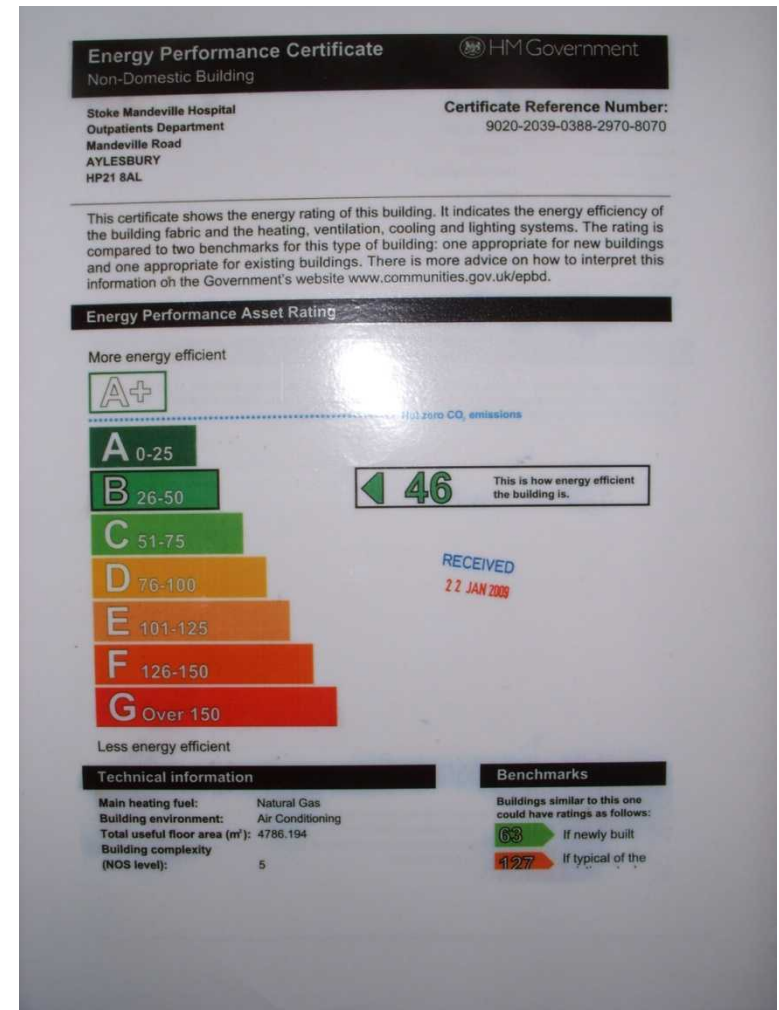 Energy Performance Certificate
HM Government
Non-Domestic Building
Stoke Mandeville Hospital
Outpatients Department
Mandeville Road
AYLESBURY
HP21 8AL
Certificate Reference Number:
9020-2039-0388-2970-8070
This certificate shows the energy rating of this building. It indicates the energy efficiency of
the building fabric and the heating, ventilation, cooling and lighting systems. The rating is
compared to two benchmarks for this type of building: one appropriate for new buildings
and one appropriate for existing buildings. There is more advice on how to interpret this
information on the Government's website www.communities.gov.uk/epbd.
Energy Performance Asset Rating
More energy efficient
A+
zero CO₂ emissions
A 0-25
B 26-50
46
This is how energy efficient
the building is.
C 51-75
D 76-100
E 101-125
F 126-150
G Over 150
RECEIVED
22 JAN 2009
Less energy efficient
Technical information
Main heating fuel: Natural Gas
Building environment: Air Conditioning
Total useful floor area (m²): 4786.194
Building complexity
(NOS level): 5
Benchmarks
Buildings similar to this one
could have ratings as follows:
63 If newly built
127 If typical of the